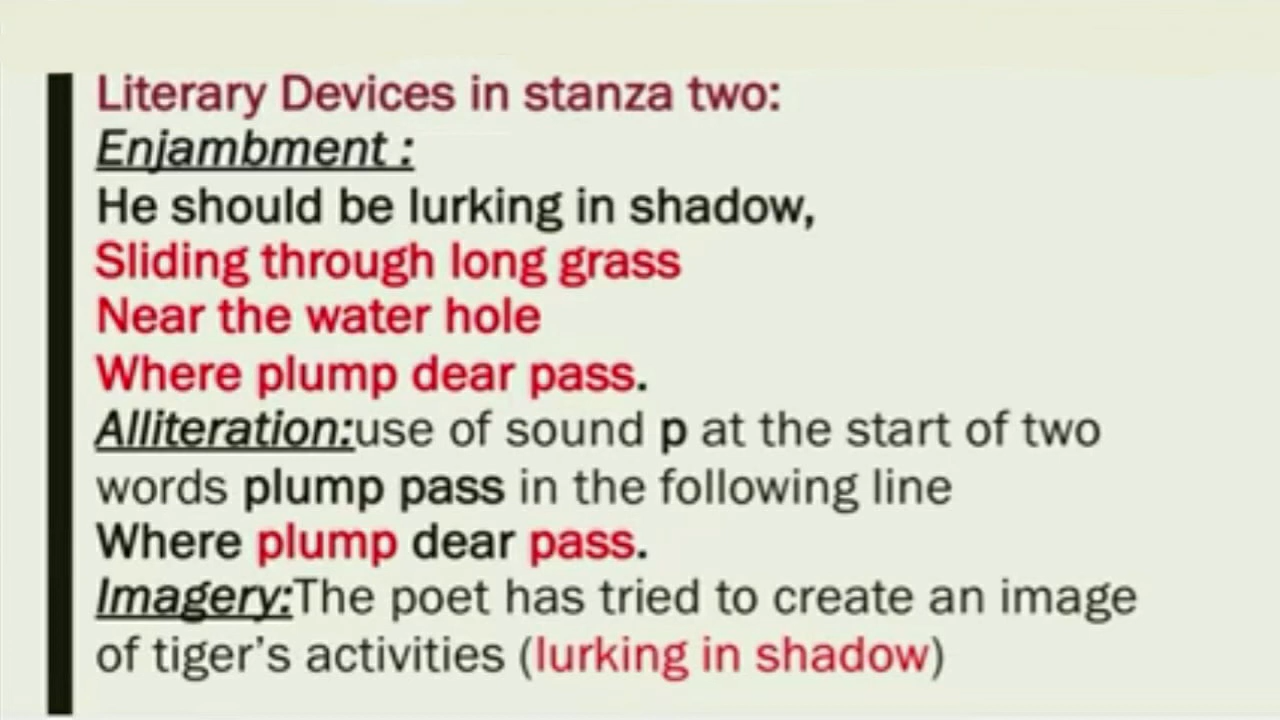 Literary Devices in stanza two:
Enjambment :
He should be lurking in shadow,
Sliding through long grass
Near the water hole
Where plump dear pass.
Alliteration:use of sound p at the start of two
words plump pass in the following line
Where plump dear pass.
Imagery:The poet has tried to create an image
of tiger's activities (lurking in shadow)